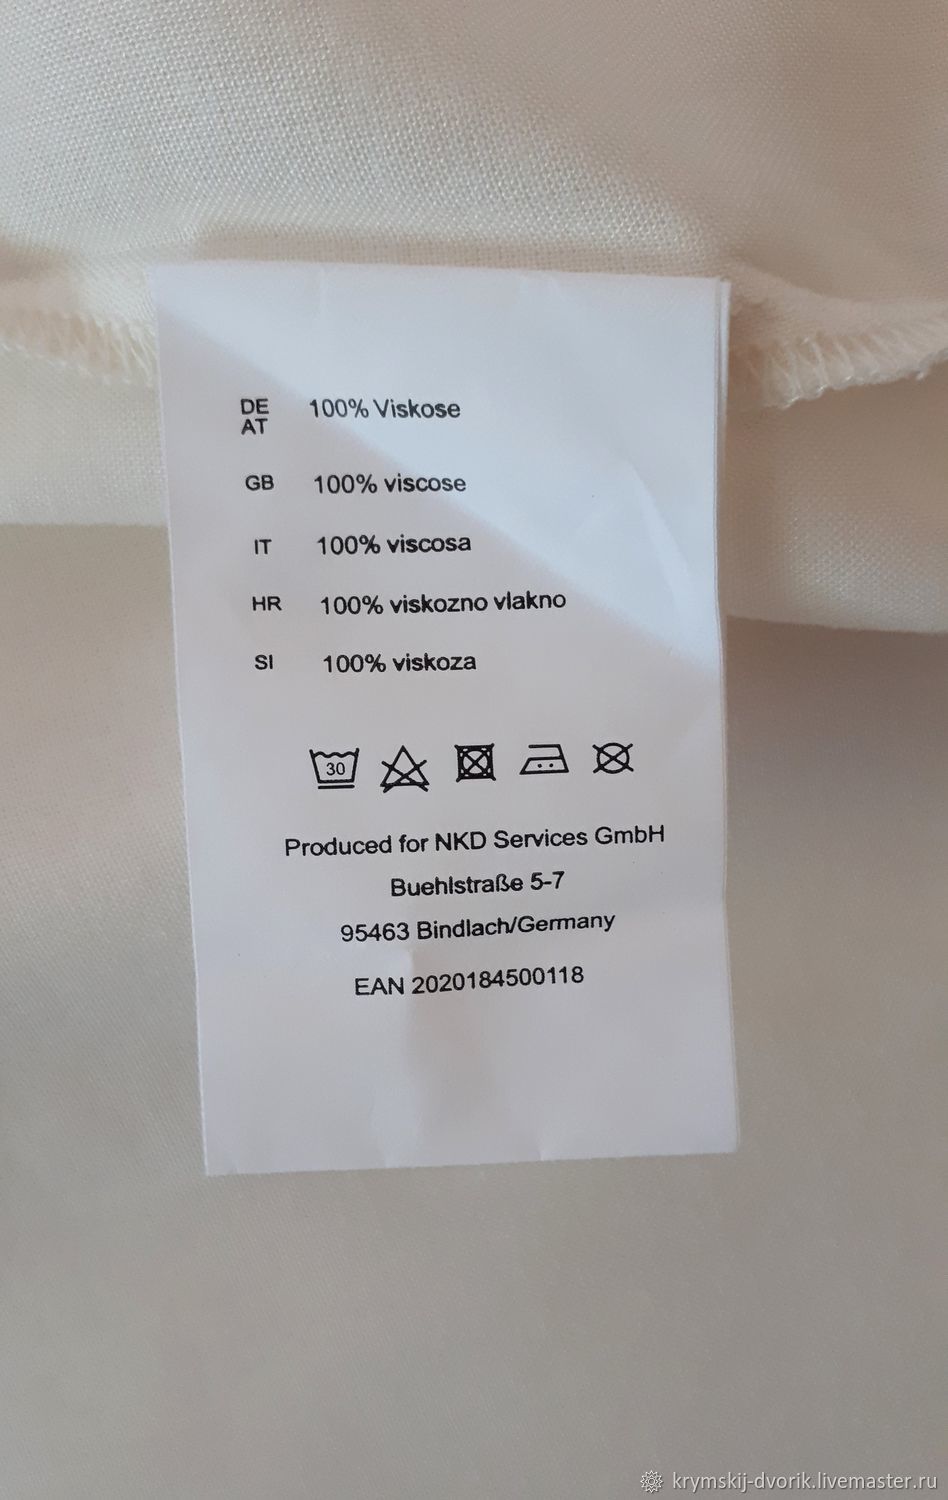 DE AT 100% Viskose
GB 100% viscose
IT 100% viscosa
HR 100% viskozno vlakno
SI 100% viskoza
30
Produced for NKD Services GmbH
Buehlstraße 5-7
95463 Bindlach/Germany
EAN 2020184500118
krymskij-dvorik.livemaster.ru